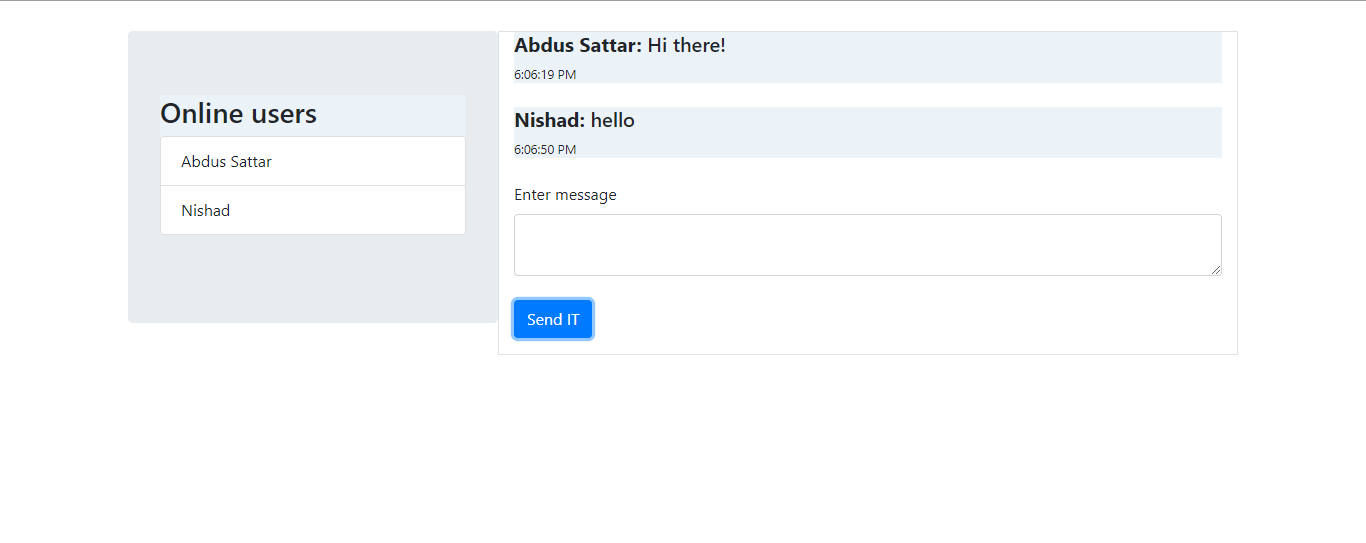 Online users
Abdus Sattar
Nishad
Abdus Sattar: Hi there!
6:06:19 PM
Nishad: hello
6:06:50 PM
Enter message
Send IT